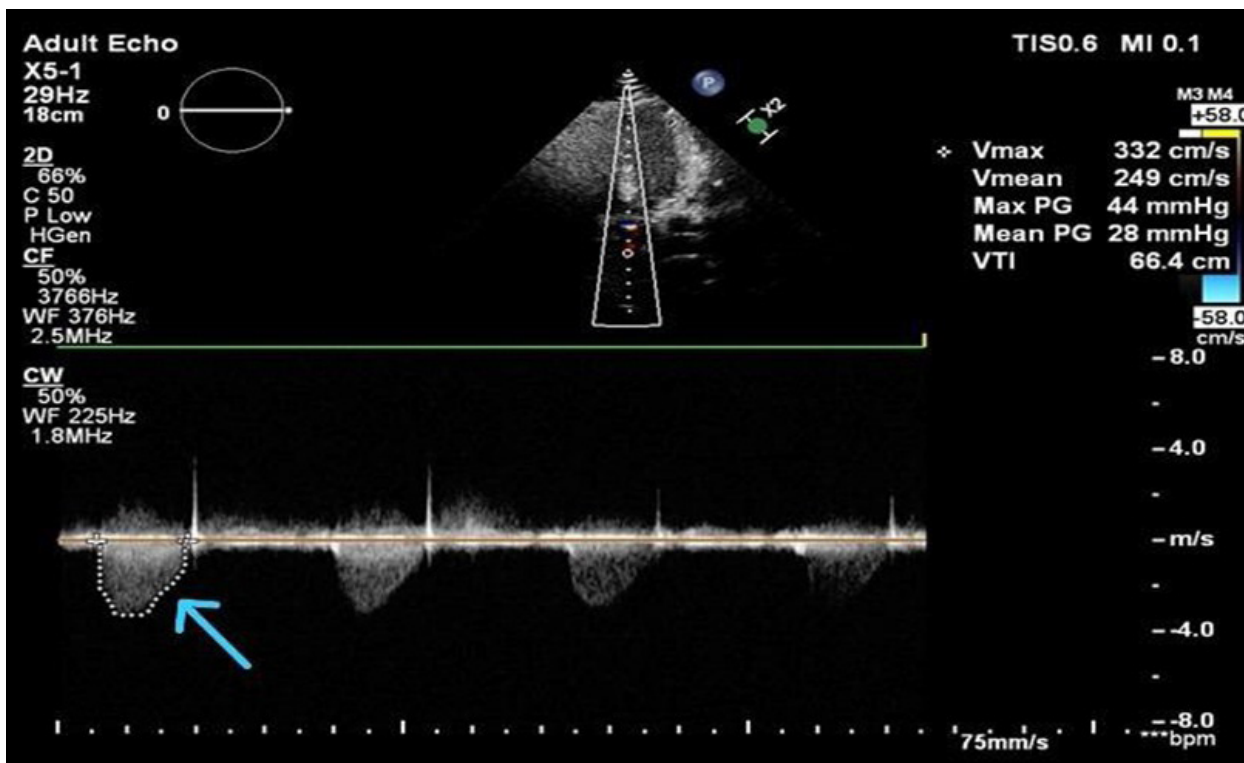 Adult Echo
X5-1
29Hz
18cm
0
2D
66%
C 50
P Low
HGen
CF
50%
3766Hz
WF 376Hz
2.5MHz
CW
50%
WF 225Hz
1.8MHz
P
X2
TIS0.6 MI 0.1
M3 M4
+58.0
Vmax 332 cm/s
Vmean 249 cm/s
Max PG 44 mmHg
Mean PG 28 mmHg
VTI 66.4 cm
-58.0
cm/s
-8.0
-4.0
m/s
-4.0
-8.0
75mm/s
***bpm